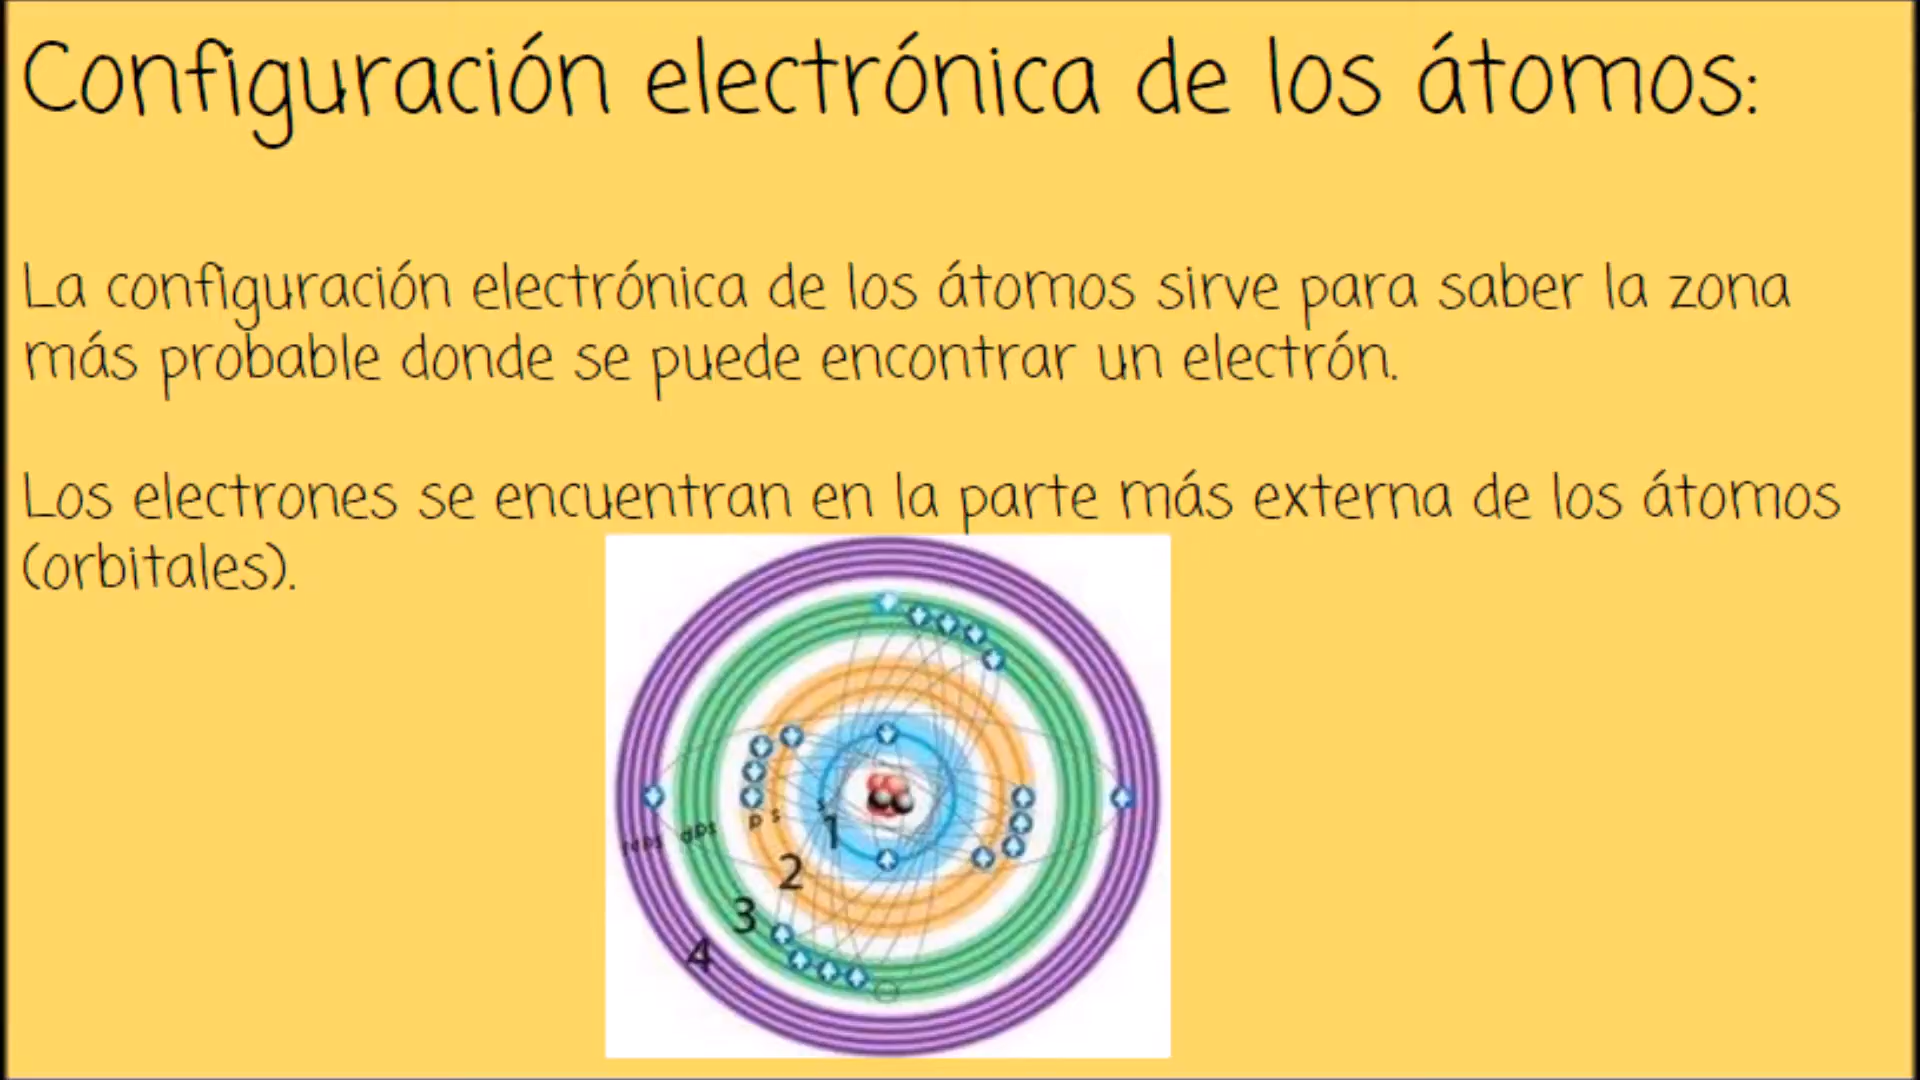 Configuración electrónica de los átomos:
La configuración electrónica de los átomos sirve para saber la zona
más probable donde se puede encontrar un electrón.
Los electrones se encuentran en la parte más externa de los átomos
(orbitales).
s
p s
dps
1
2
3
4